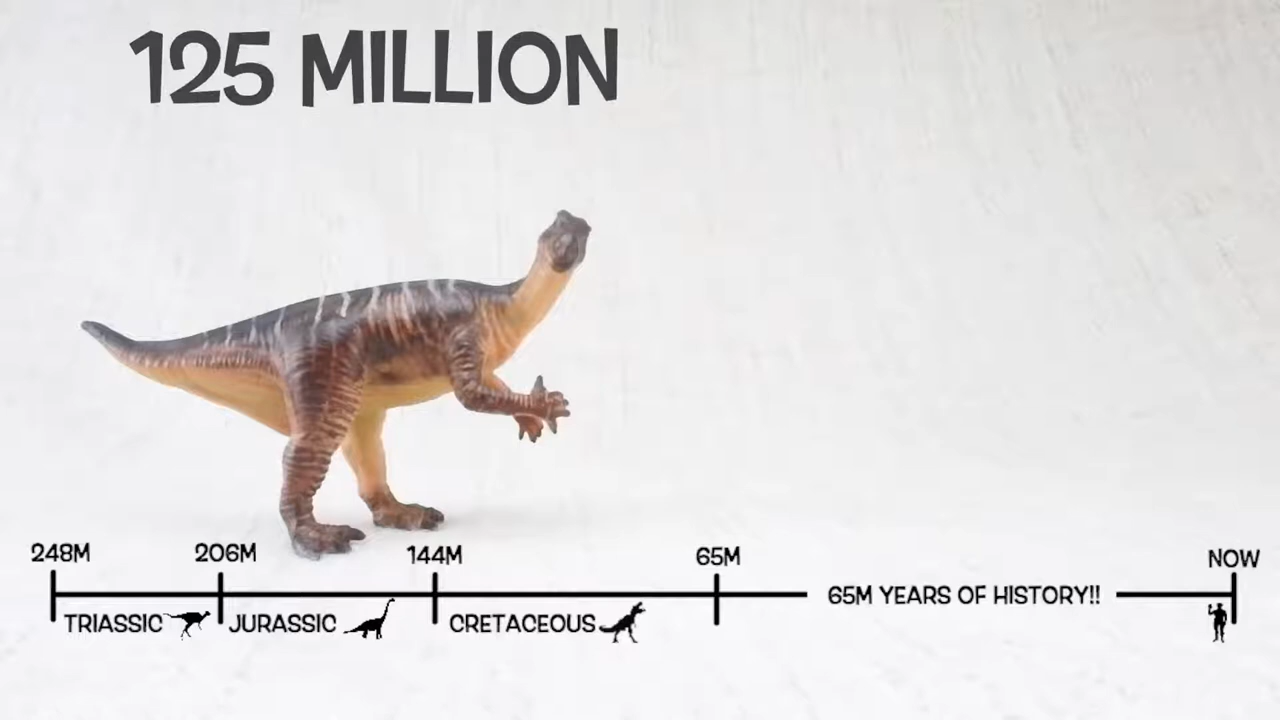 125 MILLION
248M 206M 144M 65M NOW
65M YEARS OF HISTORY!!
TRIASSIC JURASSIC CRETACEOUS